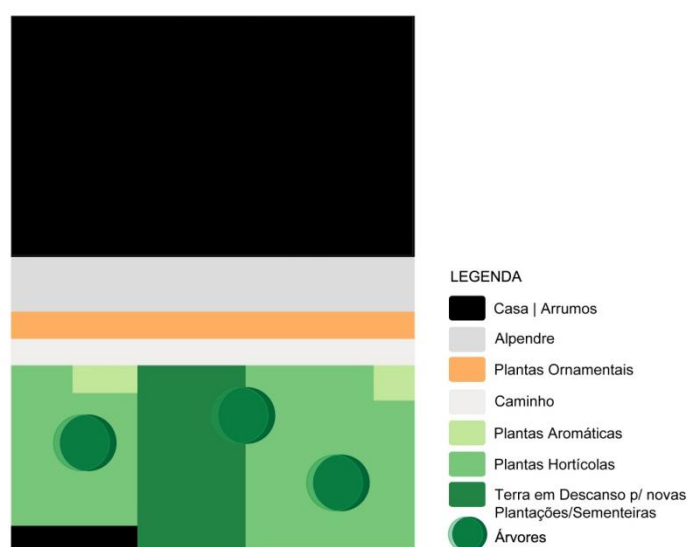 LEGENDA
Casa | Arrumos
Alpendre
Plantas Ornamentais
Caminho
Plantas Aromáticas
Plantas Hortícolas
Terra em Descanso p/ novas
Plantações/Sementeiras
Árvores